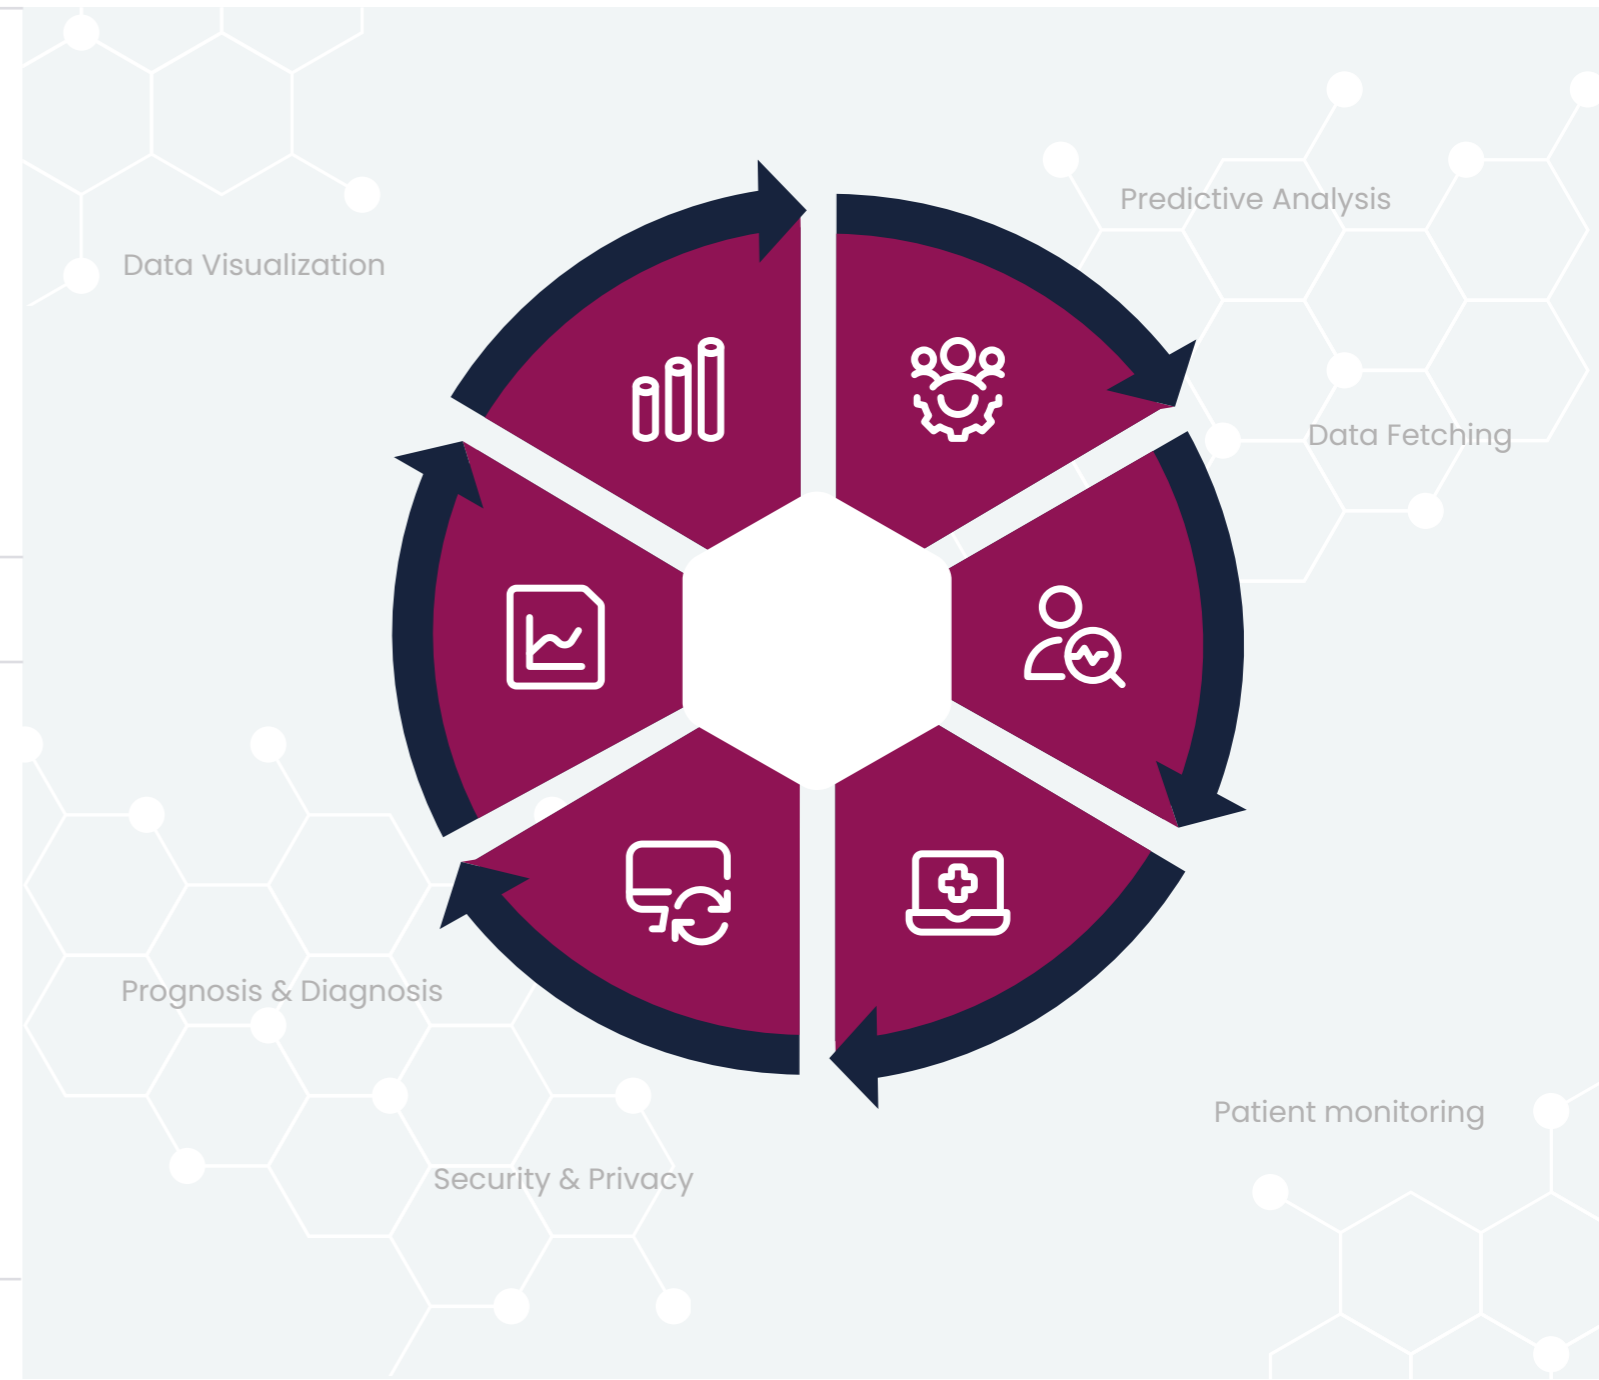 Predictive Analysis
Data Visualization
Data Fetching
Prognosis & Diagnosis
Patient monitoring
Security & Privacy